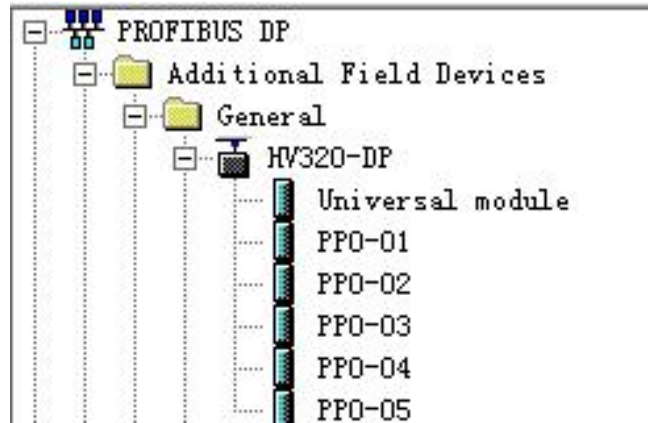 PROFIBUS DP
Additional Field Devices
General
HV320-DP
Universal module
PPO-01
PPO-02
PPO-03
PPO-04
PPO-05